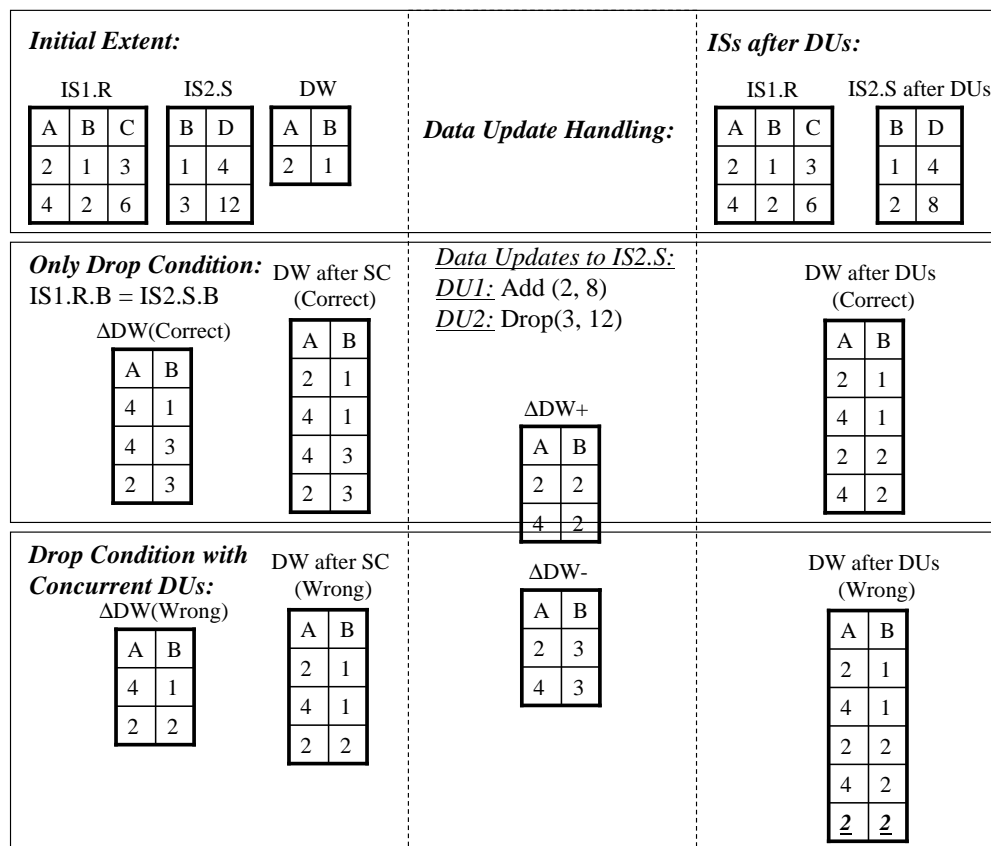 Initial Extent:
IS1.R
A B C
2 1 3
4 2 6
IS2.S
B D
1 4
3 12
DW
A B
2 1
Data Update Handling:
ISs after DUs:
IS1.R
A B C
2 1 3
4 2 6
IS2.S after DUs
B D
1 4
2 8
Only Drop Condition:
IS1.R.B = IS2.S.B
ΔDW(Correct)
A B
4 1
4 3
2 3
DW after SC
(Correct)
A B
2 1
4 1
4 3
2 3
Data Updates to IS2.S:
DU1: Add (2, 8)
DU2: Drop(3, 12)
ΔDW+
A B
2 2
4 2
DW after DUs
(Correct)
A B
2 1
4 1
2 2
4 2
Drop Condition with
Concurrent DUs:
ΔDW(Wrong)
A B
4 1
2 2
DW after SC
(Wrong)
A B
2 1
4 1
2 2
ΔDW-
A B
2 3
4 3
DW after DUs
(Wrong)
A B
2 1
4 1
2 2
4 2
2 2